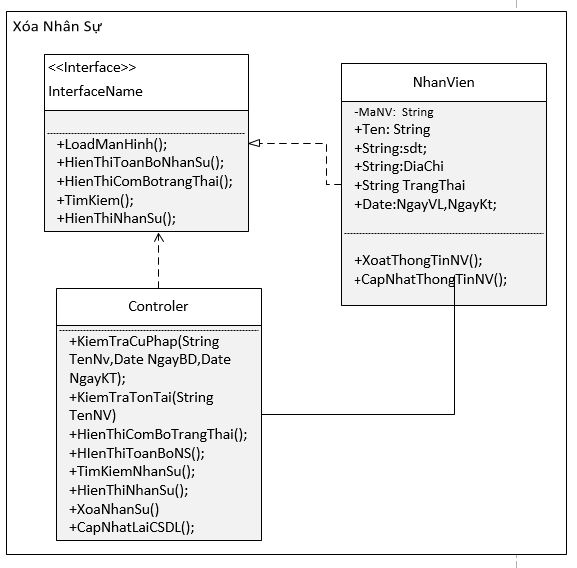 Xóa Nhân Sự
<<Interface>>
InterfaceName
+LoadManHinh();
+HienThiToanBoNhanSu();
+HienThiComBotrangThai();
+TimKiem();
+HienThiNhanSu();
NhanVien
-MaNV: String
+Ten: String
+String:sdt;
+String:DiaChi
+String TrangThai
+Date:NgayVL,NgayKt;
+XoatThongTinNV();
+CapNhatThongTinNV();
Controler
+KiemTraCuPhap(String
TenNv,Date NgayBD,Date
NgayKT);
+KiemTraTonTai(String
TenNV)
+HienThiComBoTrangThai();
+HIenThiToanBoNS();
+TimKiemNhanSu();
+HienThiNhanSu();
+XoaNhanSu()
+CapNhatLaiCSDL();